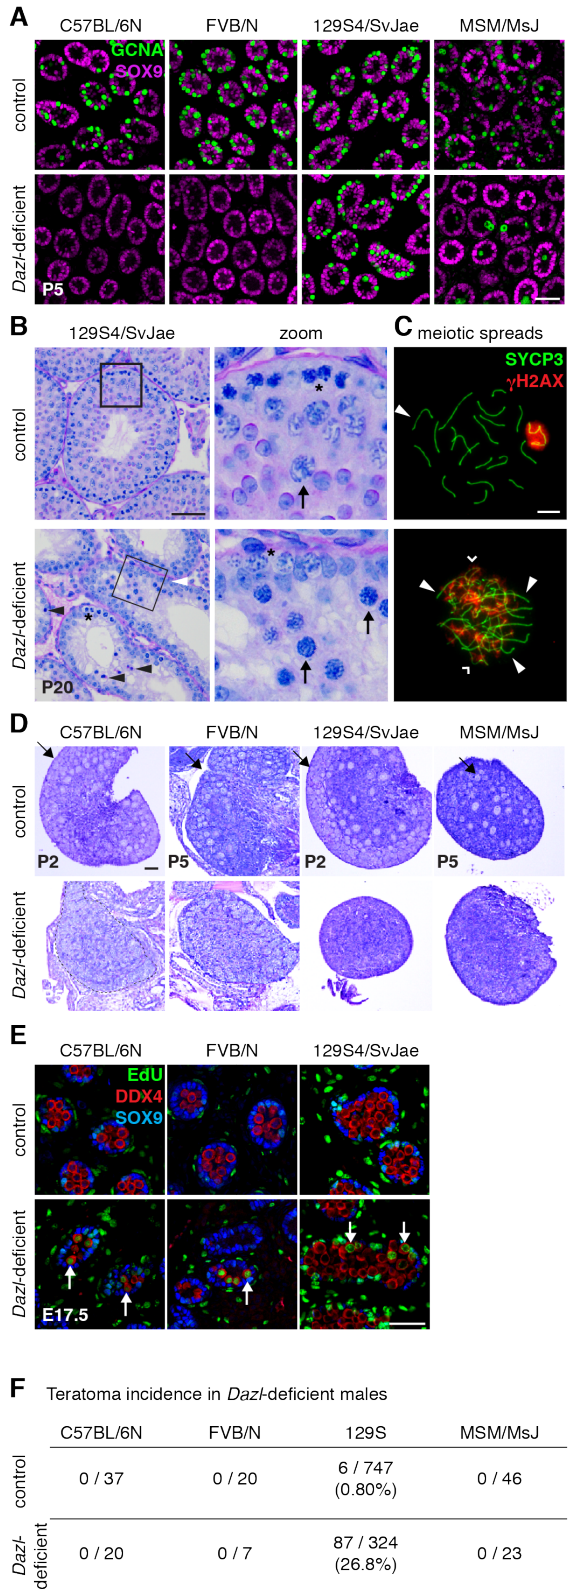 A
C57BL/6N FVB/N 129S4/SvJae MSM/MsJ
GCNA
SOX9
control
Dazl-deficient
P5
B
129S4/SvJae zoom
control
*
Dazl-deficient
*
*
P20
C
meiotic spreads
SYCP3
γH2AX
D
C57BL/6N FVB/N 129S4/SvJae MSM/MsJ
control
P2 P5 P2 P5
Dazl-deficient
E
C57BL/6N FVB/N 129S4/SvJae
EdU
DDX4
SOX9
control
Dazl-deficient
E17.5
F
Teratoma incidence in Dazl-deficient males
C57BL/6N FVB/N 129S MSM/MsJ
control
0 / 37 0 / 20 6 / 747 0 / 46
(0.80%)
Dazl-
deficient
0 / 20 0 / 7 87 / 324 0 / 23
(26.8%)